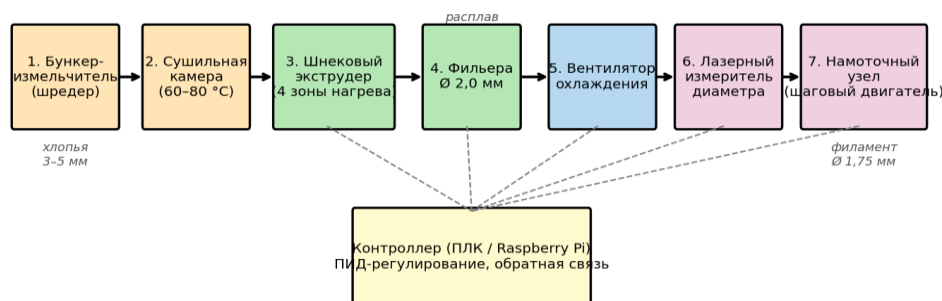 расплав
1. Бункер-
измельчитель
(шредер)
2. Сушильная
камера
(60–80 °C)
3. Шнековый
экструдер
(4 зоны нагрева)
4. Фильера
Ø 2,0 мм
5. Вентилятор
охлаждения
6. Лазерный
измеритель
диаметра
7. Намоточный
узел
(шаговый двигатель)
хлопья
3–5 мм
филамент
Ø 1,75 мм
Контроллер (ПЛК / Raspberry Pi)
ПИД-регулирование, обратная связь